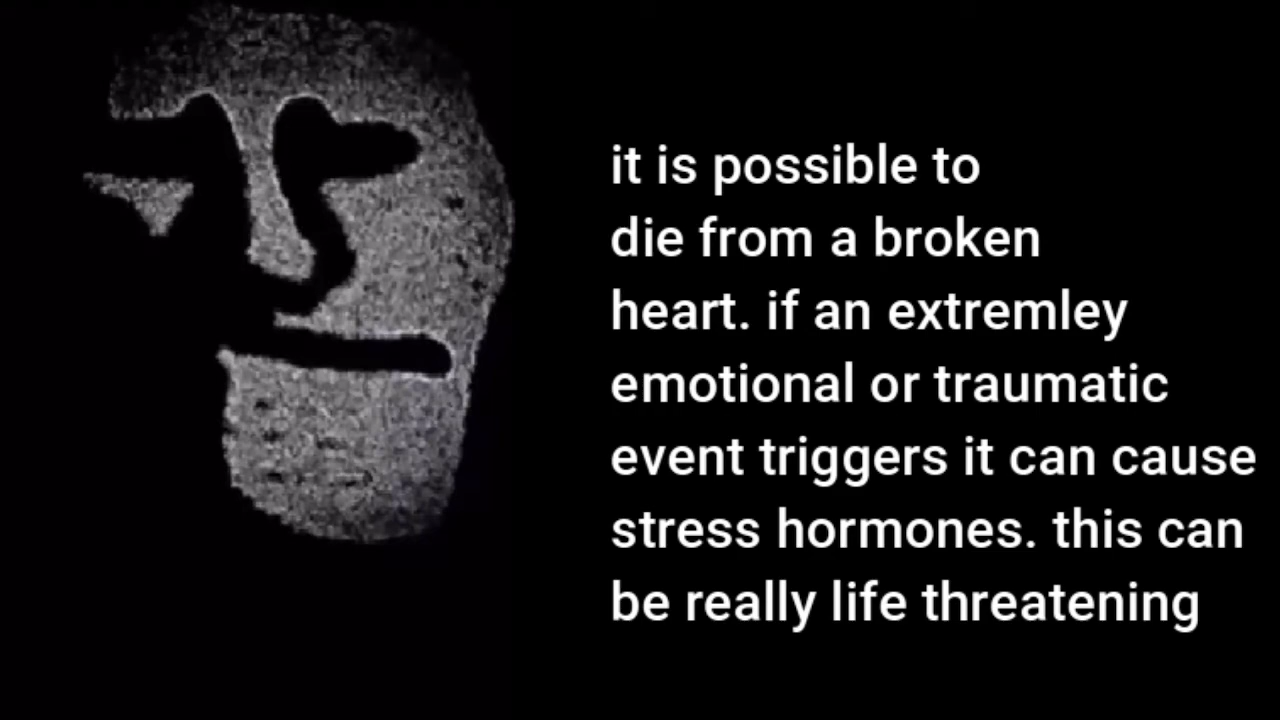 it is possible to
die from a broken
heart. if an extremley
emotional or traumatic
event triggers it can cause
stress hormones. this can
be really life threatening